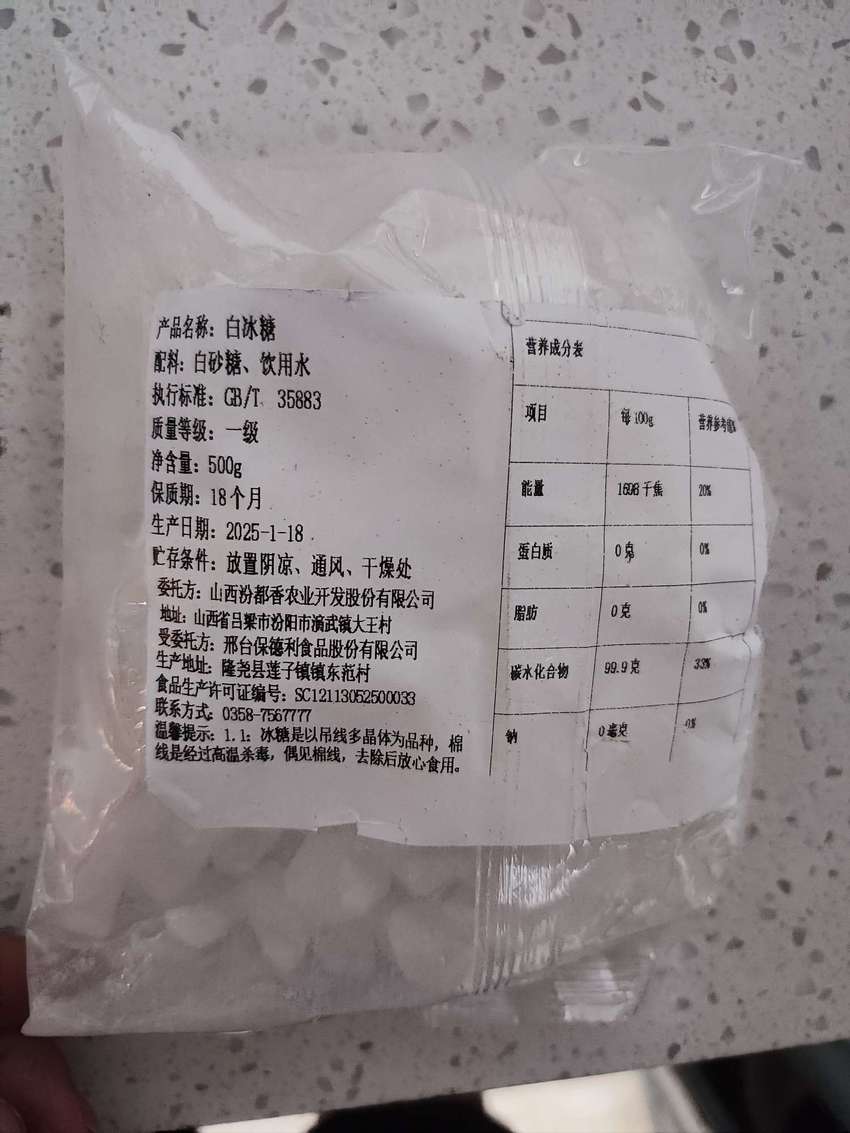 产品名称：白冰糖
配料：白砂糖、饮用水
执行标准：GB/T 35883
质量等级：一级
净含量：500g
保质期：18个月
生产日期：2025-1-18
贮存条件：放置阴凉、通风、干燥处
委托方：山西汾都香农业开发股份有限公司
地址：山西省吕梁市汾阳市演武镇大王村
受委托方：邢台保德利食品股份有限公司
生产地址：隆尧县莲子镇镇东范村
食品生产许可证编号：SC12113052500033
联系方式：0358-7567777
温馨提示：1.1：冰糖是以吊线多晶体为品种，棉
线是经过高温杀毒，偶见棉线，去除后放心食用。
营养成分表
项目 每100g 营养参考值%
能量 1696千焦 20%
蛋白质 0克 0%
脂肪 0克 0%
碳水化合物 99.9克 33%
钠 0毫克 0%